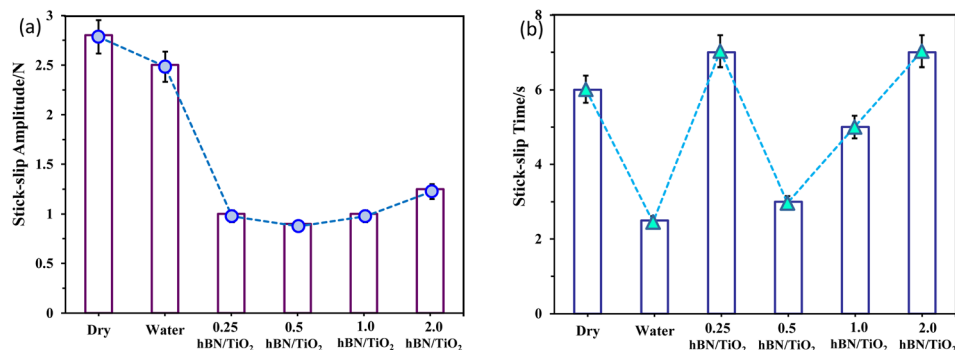 (a)
Stick-slip Amplitude/N
3
2.5
2
1.5
1
0.5
0
Dry Water 0.25 0.5 1.0 2.0
hBN/TiO₂ hBN/TiO₂ hBN/TiO₂ hBN/TiO₂
(b)
Stick-slip Time/s
8
6
4
2
0
Dry Water 0.25 0.5 1.0 2.0
hBN/TiO₂ hBN/TiO₂ hBN/TiO₂ hBN/TiO₂